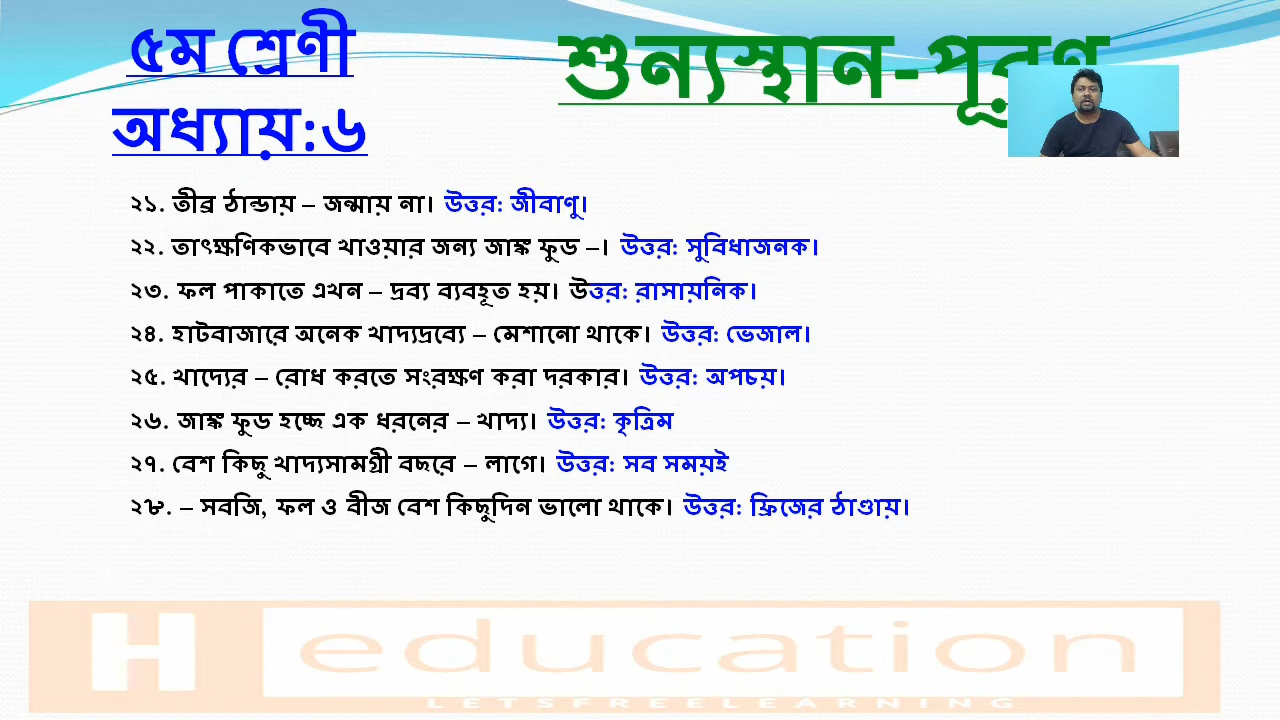 ৫ম শ্রেণী
অধ্যায়:৬
শুন্যস্থান-পূরণ
২১. তীব্র ঠান্ডায় – জন্মায় না। উত্তর: জীবাণু।
২২. তাৎক্ষণিকভাবে খাওয়ার জন্য জাঙ্ক ফুড –। উত্তর: সুবিধাজনক।
২৩. ফল পাকাতে এখন – দ্রব্য ব্যবহূত হয়। উত্তর: রাসায়নিক।
২৪. হাটবাজারে অনেক খাদ্যদ্রব্যে – মেশানো থাকে। উত্তর: ভেজাল।
২৫. খাদ্যের – রোধ করতে সংরক্ষণ করা দরকার। উত্তর: অপচয়।
২৬. জাঙ্ক ফুড হচ্ছে এক ধরনের – খাদ্য। উত্তর: কৃত্রিম
২৭. বেশ কিছু খাদ্যসামগ্রী বছরে – লাগে। উত্তর: সব সময়ই
২৮. – সবজি, ফল ও বীজ বেশ কিছুদিন ভালো থাকে। উত্তর: ফ্রিজের ঠাণ্ডায়।
H education
LETSFREELEARNING